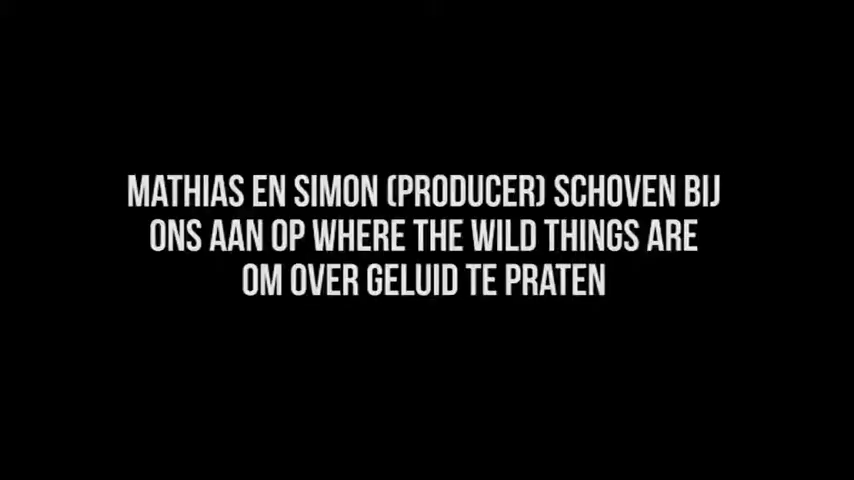 MATHIAS EN SIMON (PRODUCER) SCHOVEN BIJ
ONS AAN OP WHERE THE WILD THINGS ARE
OM OVER GELUID TE PRATEN